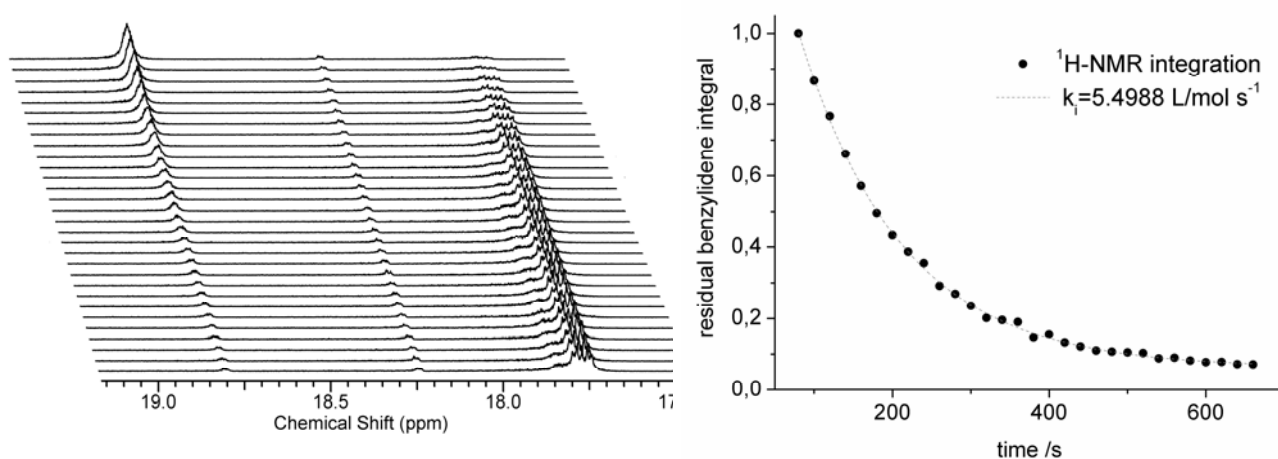 19.0 18.5 18.0 17
Chemical Shift (ppm)
1,0
0,8
0,6
0,4
0,2
0,0
residual benzylidene integral
¹H-NMR integration
kᵢ=5.4988 L/mol s⁻¹
200 400 600
time /s